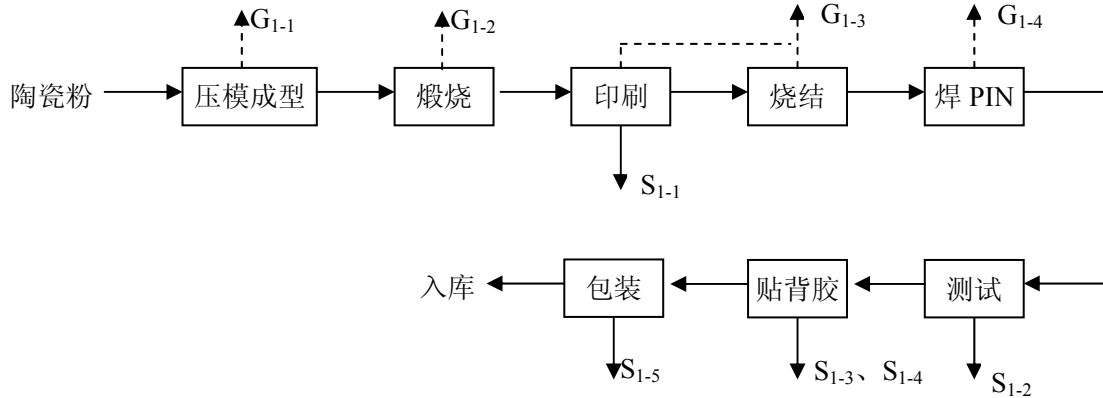 G1-1
G1-2
G1-3
G1-4
陶瓷粉
压模成型
煅烧
印刷
烧结
焊 PIN
S1-1
入库
包装
贴背胶
测试
S1-5
S1-3、S1-4
S1-2